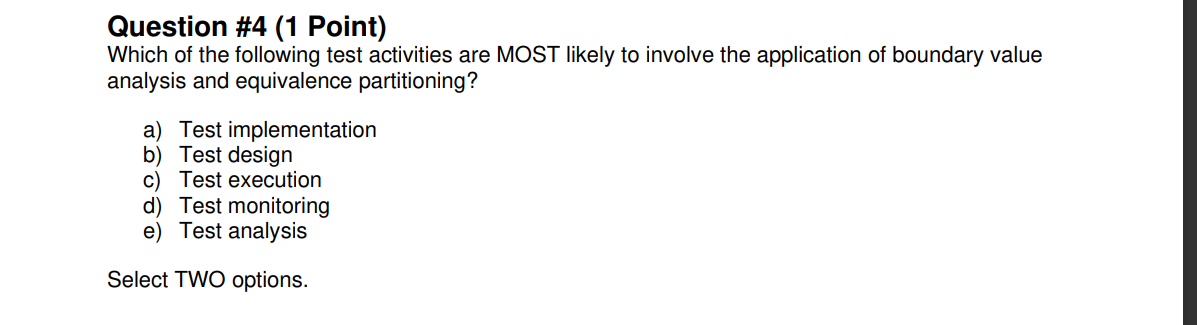 Question #4 (1 Point)
Which of the following test activities are MOST likely to involve the application of boundary value
analysis and equivalence partitioning?
a) Test implementation
b) Test design
c) Test execution
d) Test monitoring
e) Test analysis
Select TWO options.